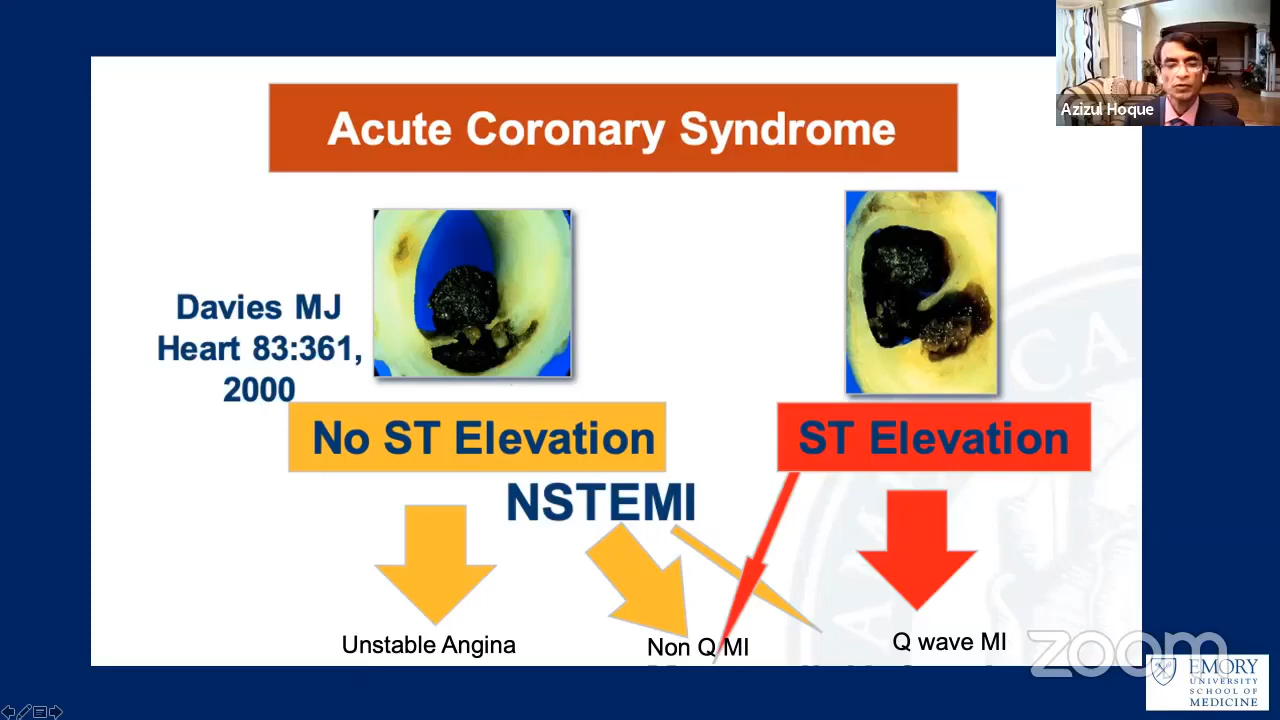 Azizul Hoque
Acute Coronary Syndrome
Davies MJ
Heart 83:361,
2000
No ST Elevation
ST Elevation
NSTEMI
Unstable Angina
Non Q MI
Q wave MI
zoom
EMORY
UNIVERSITY
SCHOOL OF
MEDICINE